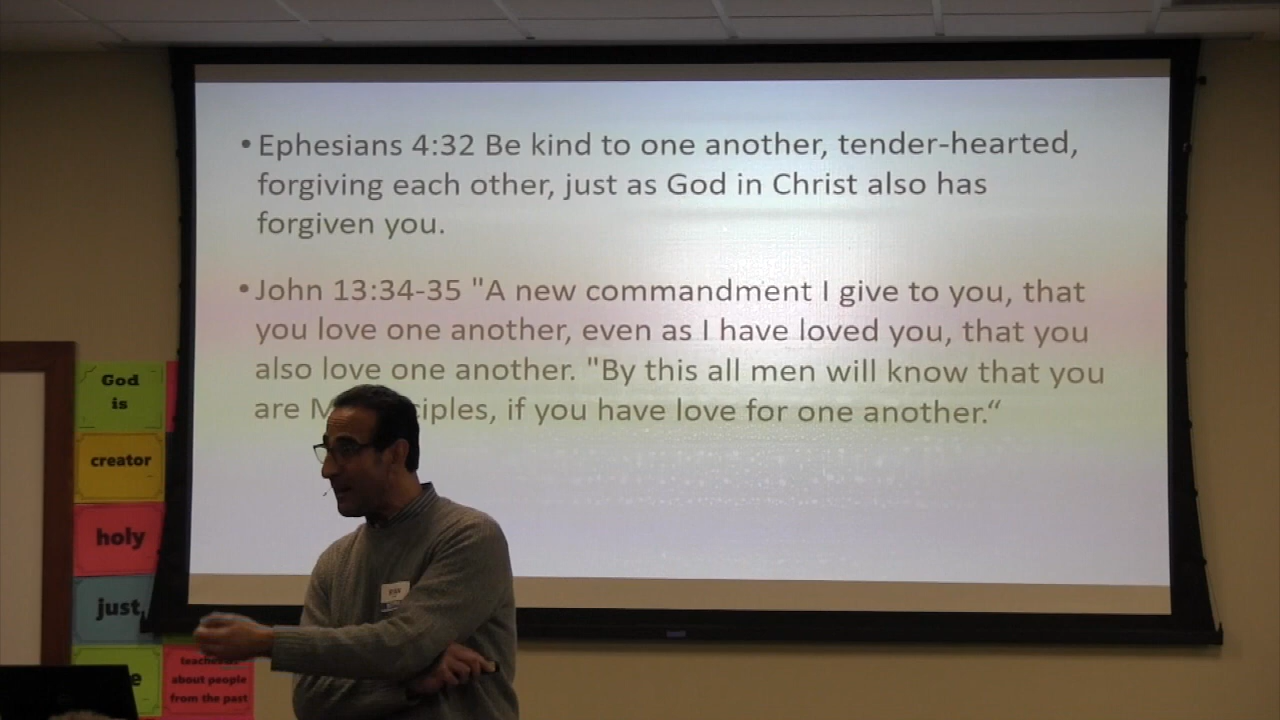 • Ephesians 4:32 Be kind to one another, tender-hearted,
forgiving each other, just as God in Christ also has
forgiven you.
• John 13:34-35 "A new commandment I give to you, that
you love one another, even as I have loved you, that you
also love one another. "By this all men will know that you
are if you have love for one another.“
God
is
creator
holy
just
about people
from the past